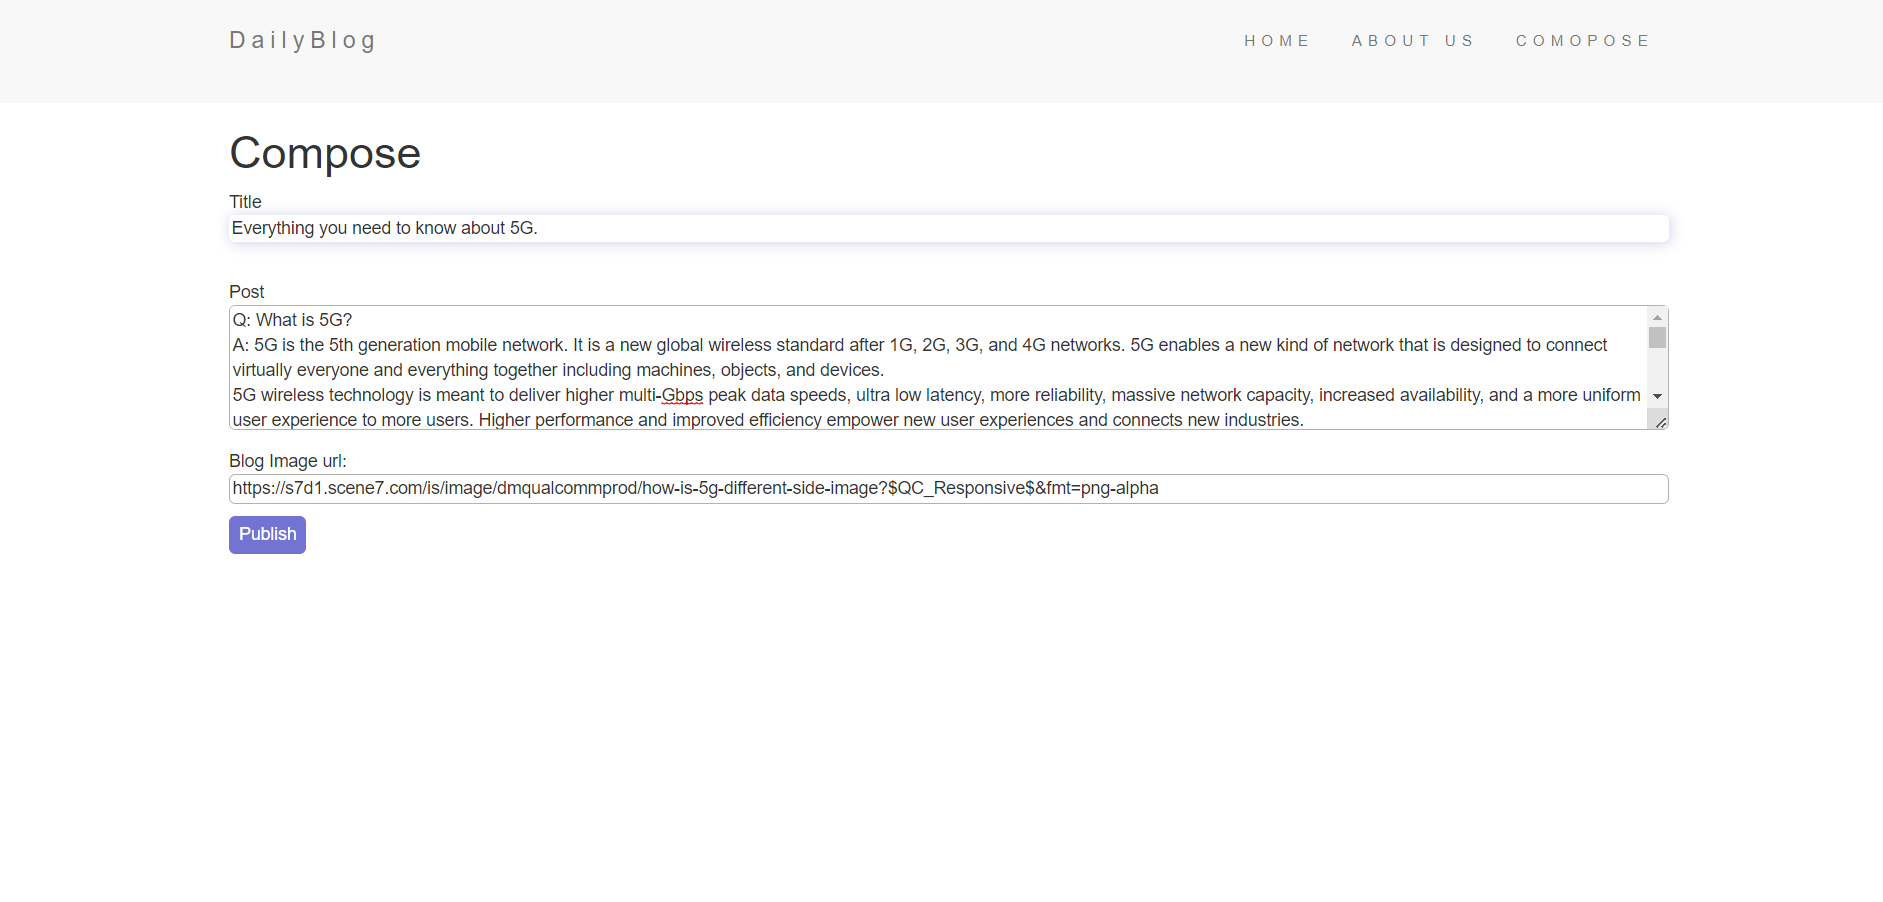 DailyBlog
HOME ABOUT US COMOPOSE
Compose
Title
Everything you need to know about 5G.
Post
Q: What is 5G?
A: 5G is the 5th generation mobile network. It is a new global wireless standard after 1G, 2G, 3G, and 4G networks. 5G enables a new kind of network that is designed to connect
virtually everyone and everything together including machines, objects, and devices.
5G wireless technology is meant to deliver higher multi-Gbps peak data speeds, ultra low latency, more reliability, massive network capacity, increased availability, and a more uniform
user experience to more users. Higher performance and improved efficiency empower new user experiences and connects new industries.
Blog Image url:
https://s7d1.scene7.com/is/image/dmqualcommprod/how-is-5g-different-side-image?$QC_Responsive$&fmt=png-alpha
Publish